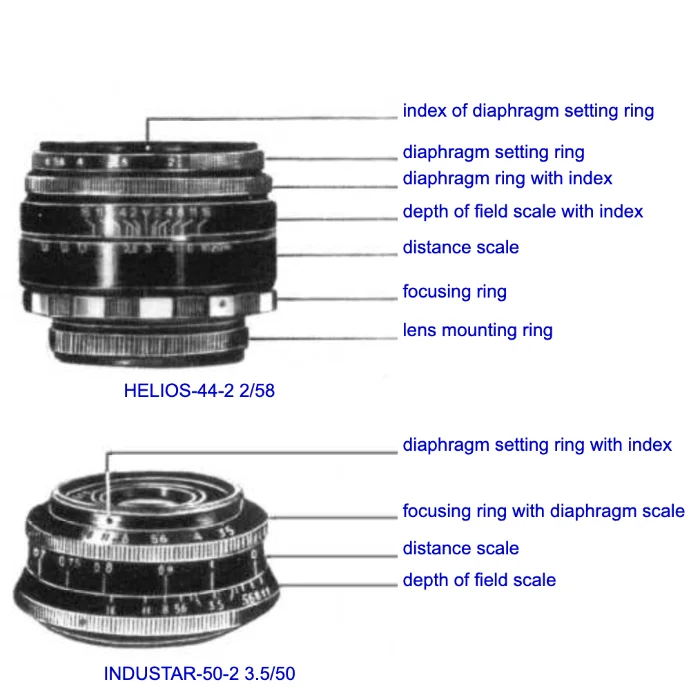 index of diaphragm setting ring
diaphragm setting ring
diaphragm ring with index
depth of field scale with index
distance scale
focusing ring
lens mounting ring
HELIOS-44-2 2/58
diaphragm setting ring with index
focusing ring with diaphragm scale
distance scale
depth of field scale
INDUSTAR-50-2 3.5/50